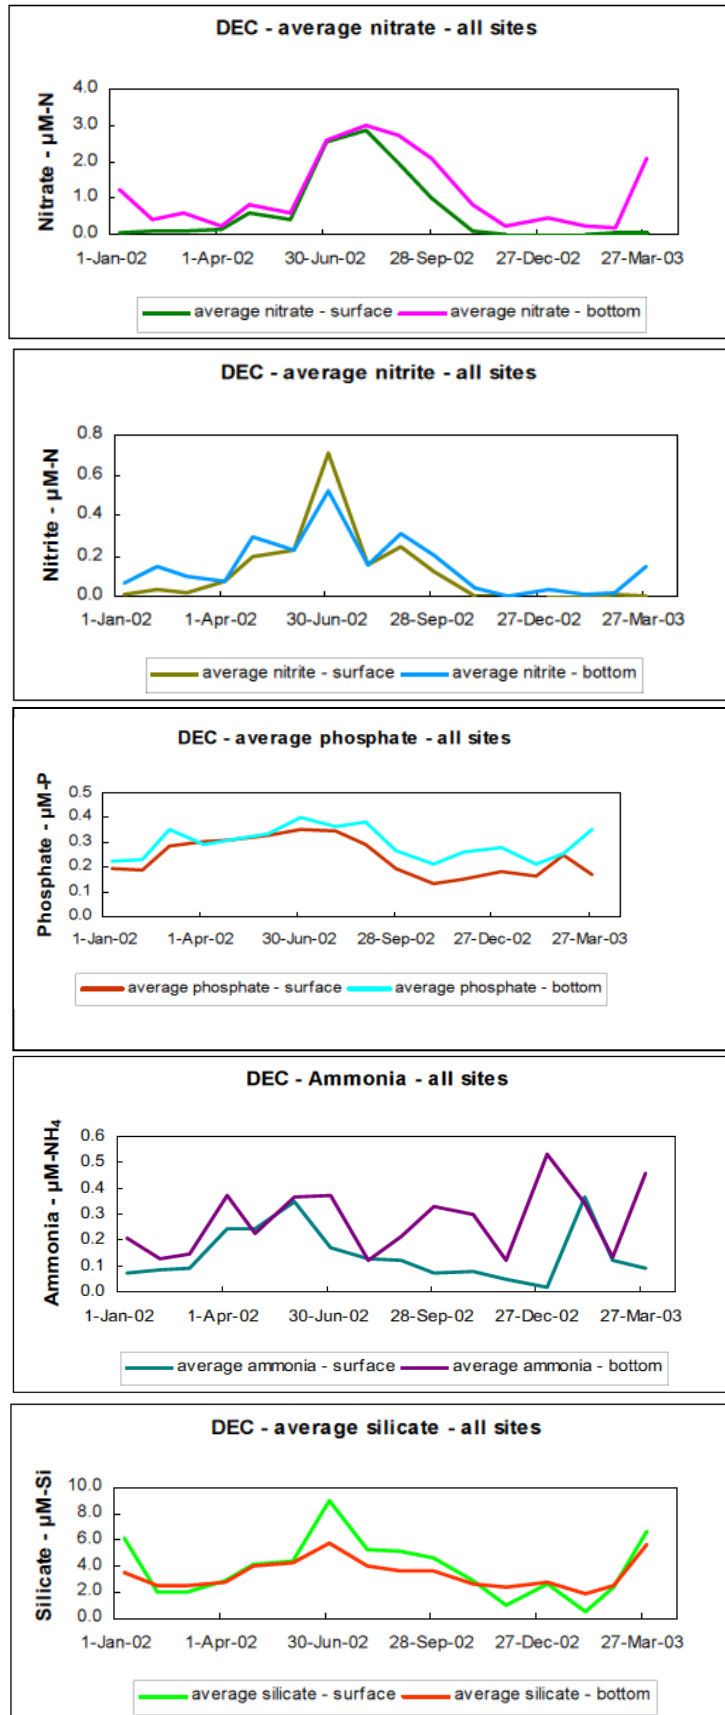 DEC - average nitrate - all sites
Nitrate - µM-N
4.0
3.0
2.0
1.0
0.0
1-Jan-02 1-Apr-02 30-Jun-02 28-Sep-02 27-Dec-02 27-Mar-03
average nitrate - surface average nitrate - bottom
DEC - average nitrite - all sites
Nitrite - µM-N
0.8
0.6
0.4
0.2
0.0
1-Jan-02 1-Apr-02 30-Jun-02 28-Sep-02 27-Dec-02 27-Mar-03
average nitrite - surface average nitrite - bottom
DEC - average phosphate - all sites
Phosphate - µM-P
0.5
0.4
0.3
0.2
0.1
0.0
1-Jan-02 1-Apr-02 30-Jun-02 28-Sep-02 27-Dec-02 27-Mar-03
average phosphate - surface average phosphate - bottom
DEC - Ammonia - all sites
Ammonia - µM-NH₄
0.6
0.5
0.4
0.3
0.2
0.1
0.0
1-Jan-02 1-Apr-02 30-Jun-02 28-Sep-02 27-Dec-02 27-Mar-03
average ammonia - surface average ammonia - bottom
DEC - average silicate - all sites
Silicate - µM-Si
10.0
8.0
6.0
4.0
2.0
0.0
1-Jan-02 1-Apr-02 30-Jun-02 28-Sep-02 27-Dec-02 27-Mar-03
average silicate - surface average silicate - bottom